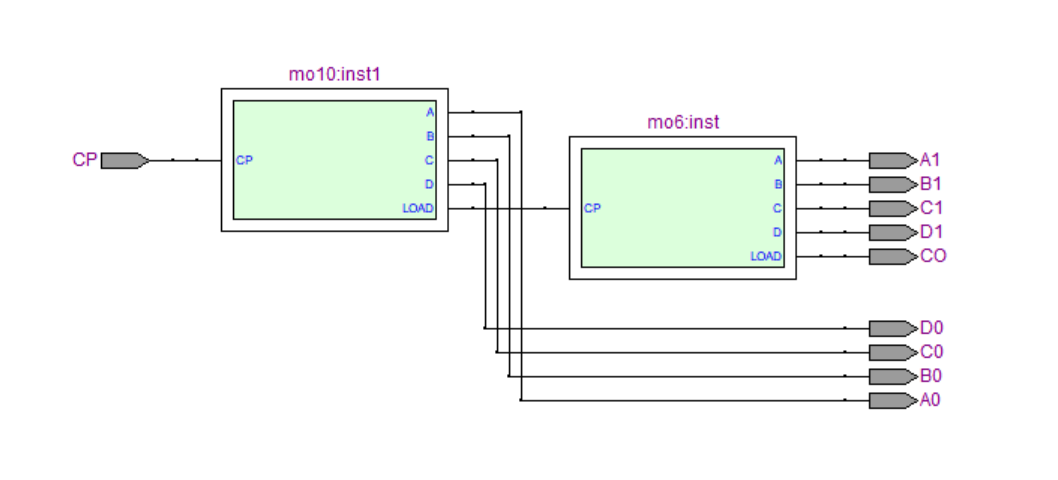 mo10:inst1
CP
CP
A
B
C
D
LOAD
mo6:inst
CP
A
B
C
D
LOAD
A1
B1
C1
D1
CO
D0
C0
B0
A0